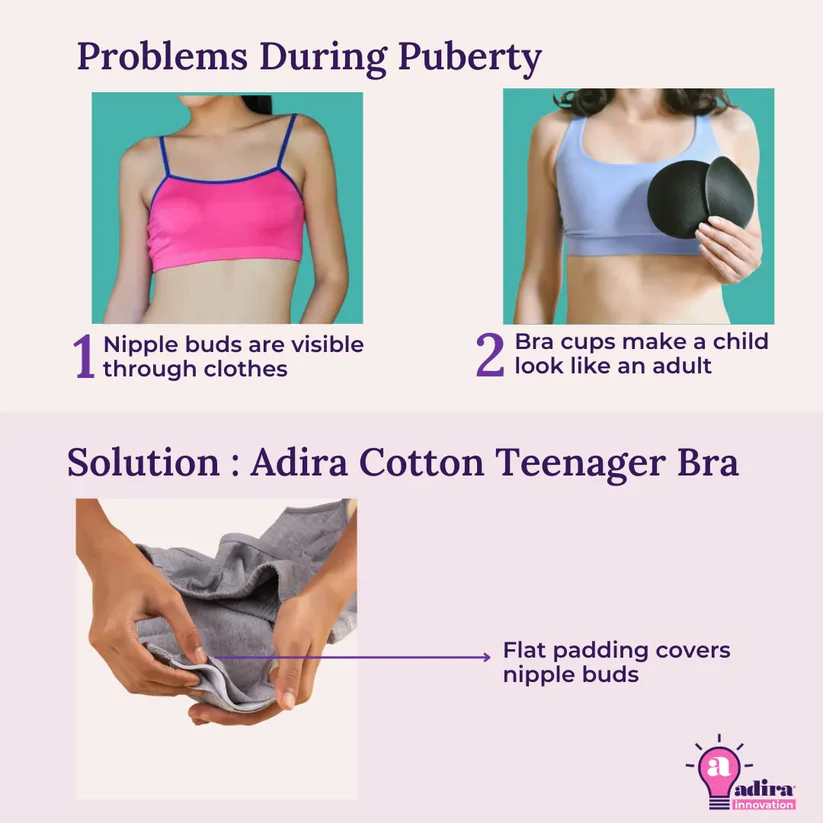 Problems During Puberty
1 Nipple buds are visible
through clothes
2 Bra cups make a child
look like an adult
Solution : Adira Cotton Teenager Bra
Flat padding covers
nipple buds
a
adira
innovation